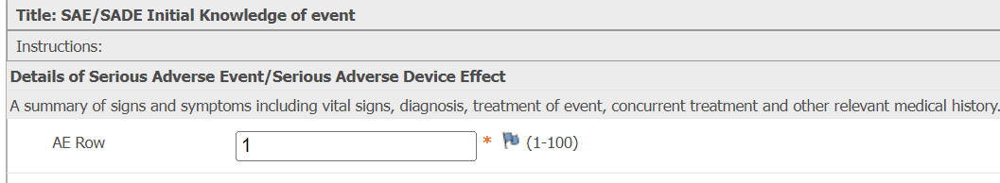 Title: SAE/SADE Initial Knowledge of event
Instructions:
Details of Serious Adverse Event/Serious Adverse Device Effect
A summary of signs and symptoms including vital signs, diagnosis, treatment of event, concurrent treatment and other relevant medical history.
AE Row 1 * (1-100)